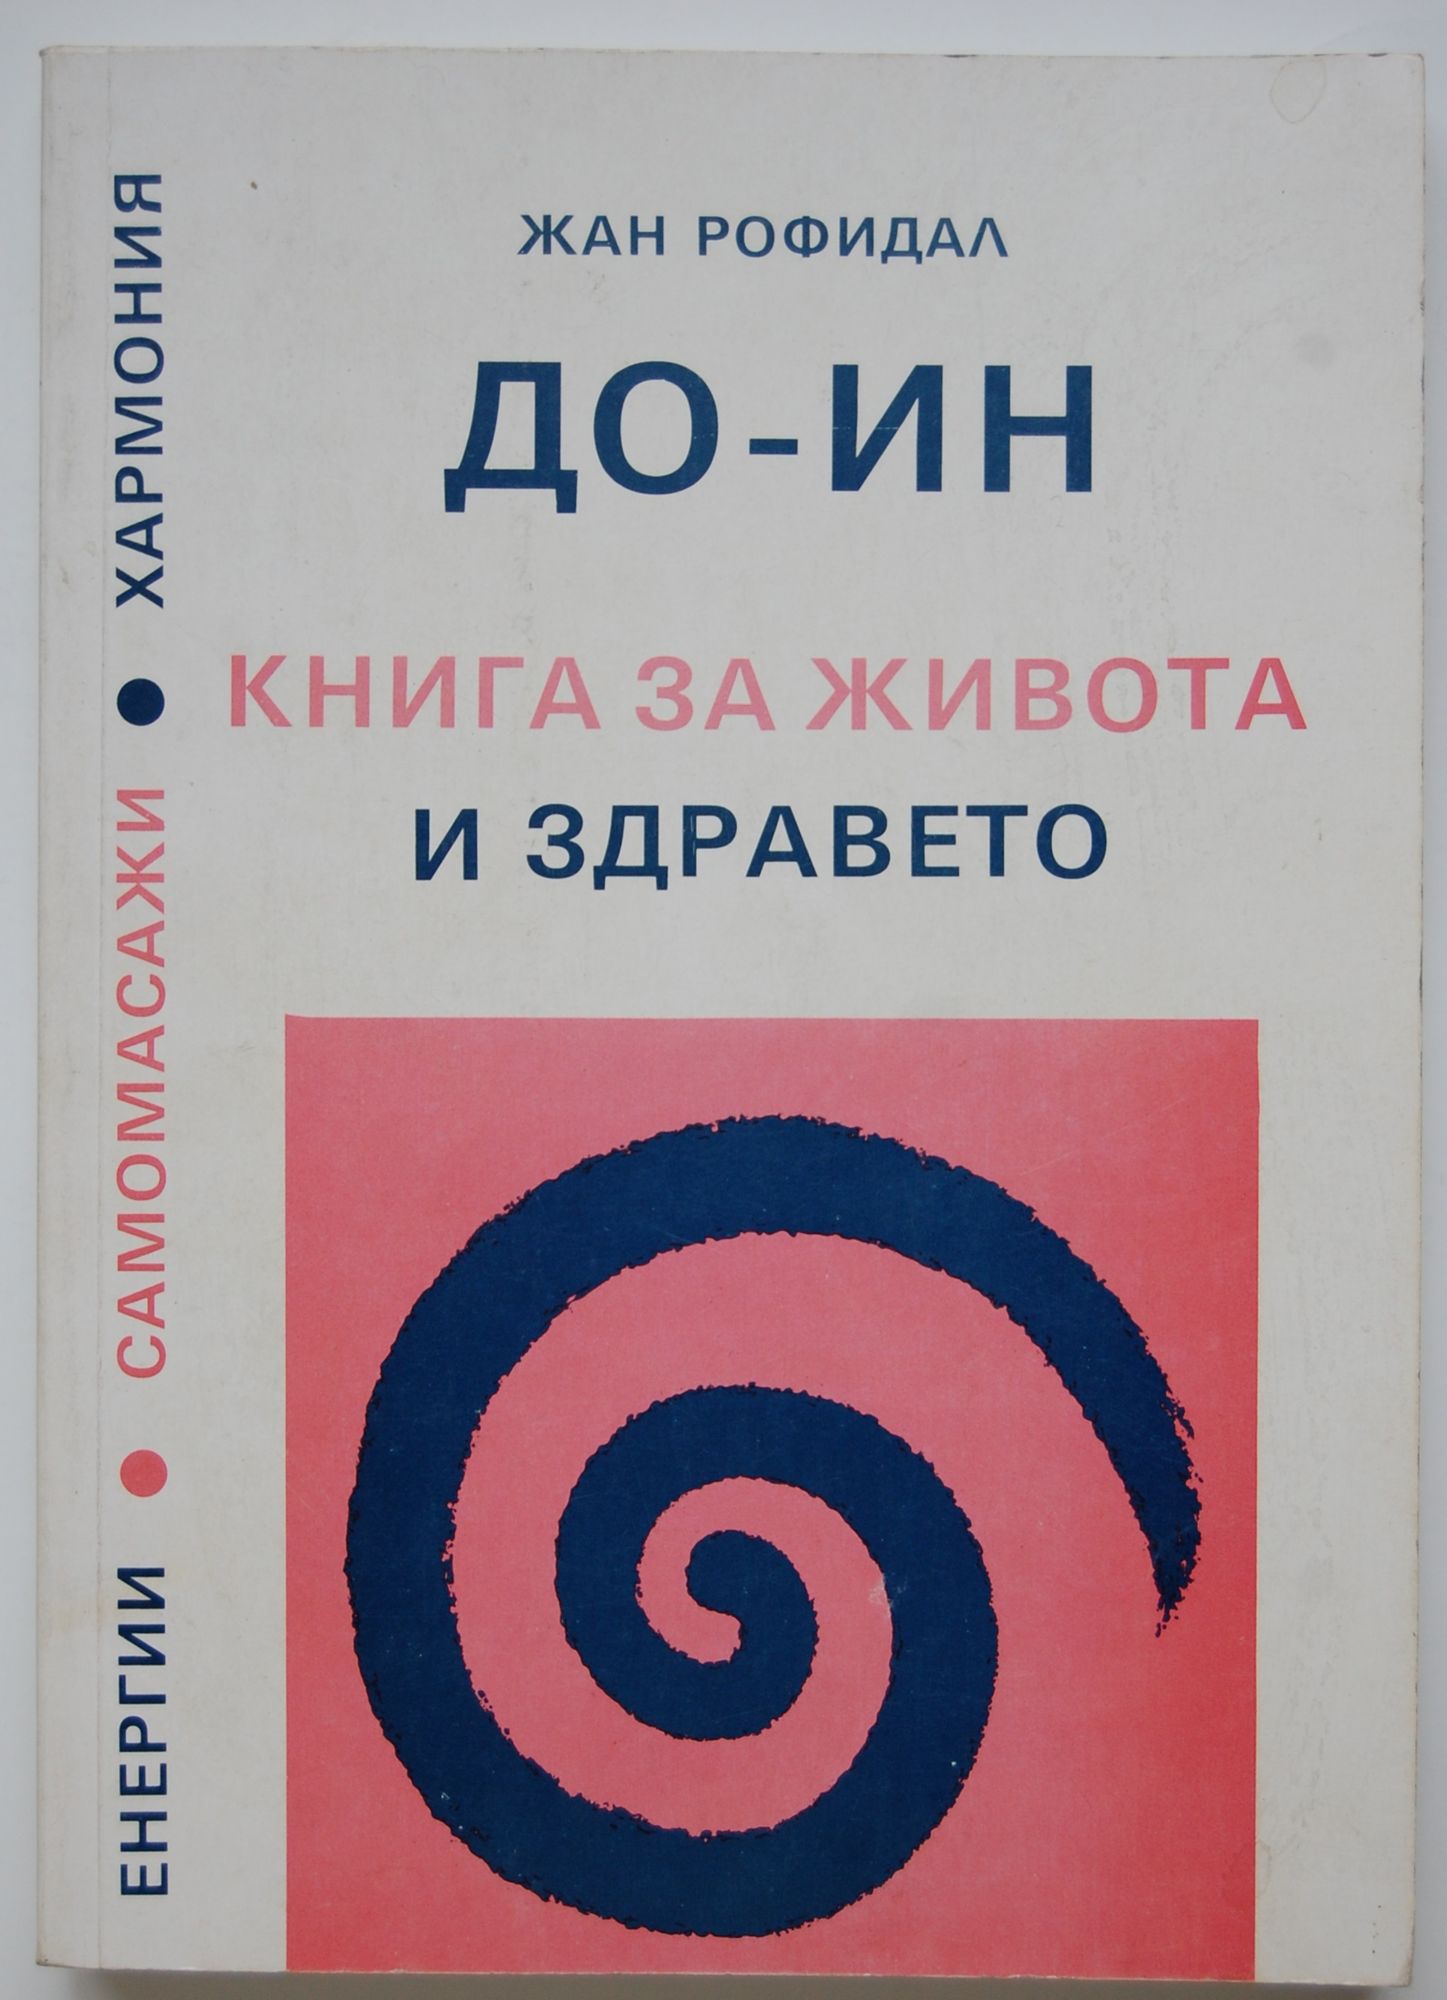 ЖАН РОФИДАЛ
ДО-ИН
КНИГА ЗА ЖИВОТА
И ЗДРАВЕТО
ЕНЕРГИИ • САМОМАСАЖИ • ХАРМОНИЯ